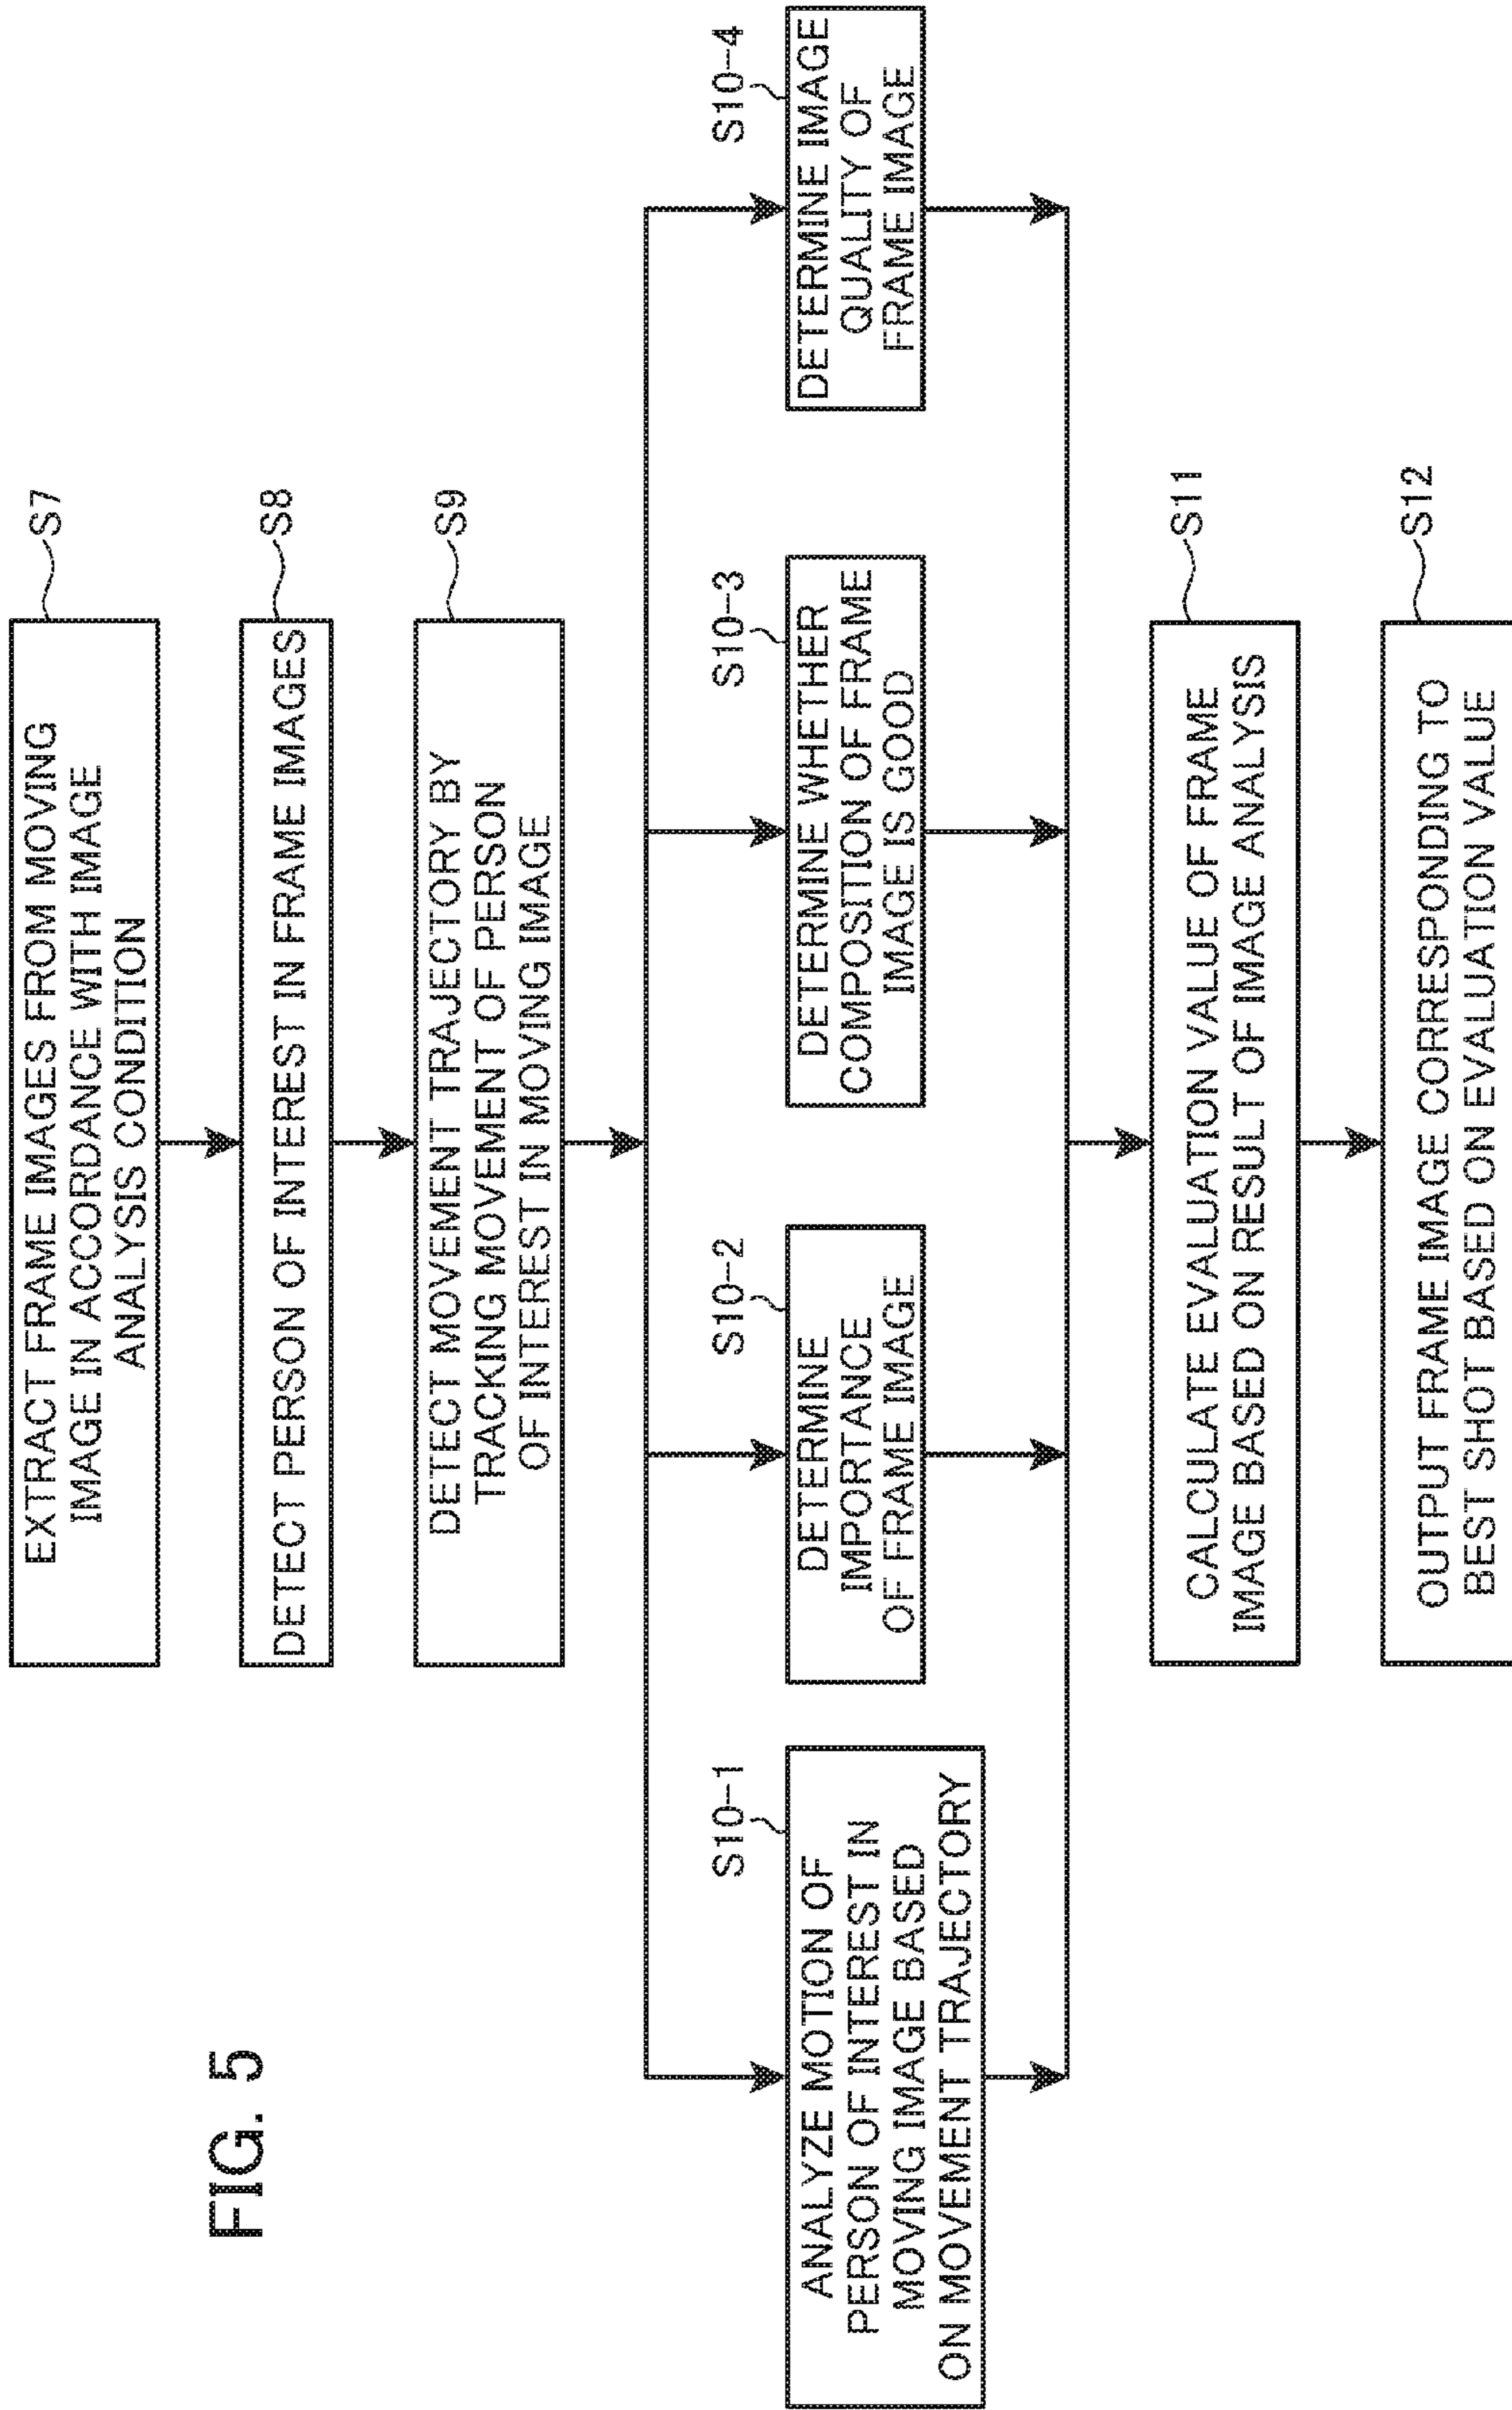 FIG. 5
EXTRACT FRAME IMAGES FROM MOVING
IMAGE IN ACCORDANCE WITH IMAGE
ANALYSIS CONDITION
S7
DETECT PERSON OF INTEREST IN FRAME IMAGES
S8
DETECT MOVEMENT TRAJECTORY BY
TRACKING MOVEMENT OF PERSON
OF INTEREST IN MOVING IMAGE
S9
S10-1
ANALYZE MOTION OF
PERSON OF INTEREST IN
MOVING IMAGE BASED
ON MOVEMENT TRAJECTORY
S10-2
DETERMINE
IMPORTANCE
OF FRAME IMAGE
S10-3
DETERMINE WHETHER
COMPOSITION OF FRAME
IMAGE IS GOOD
S10-4
DETERMINE IMAGE
QUALITY OF
FRAME IMAGE
CALCULATE EVALUATION VALUE OF FRAME
IMAGE BASED ON RESULT OF IMAGE ANALYSIS
S11
OUTPUT FRAME IMAGE CORRESPONDING TO
BEST SHOT BASED ON EVALUATION VALUE
S12